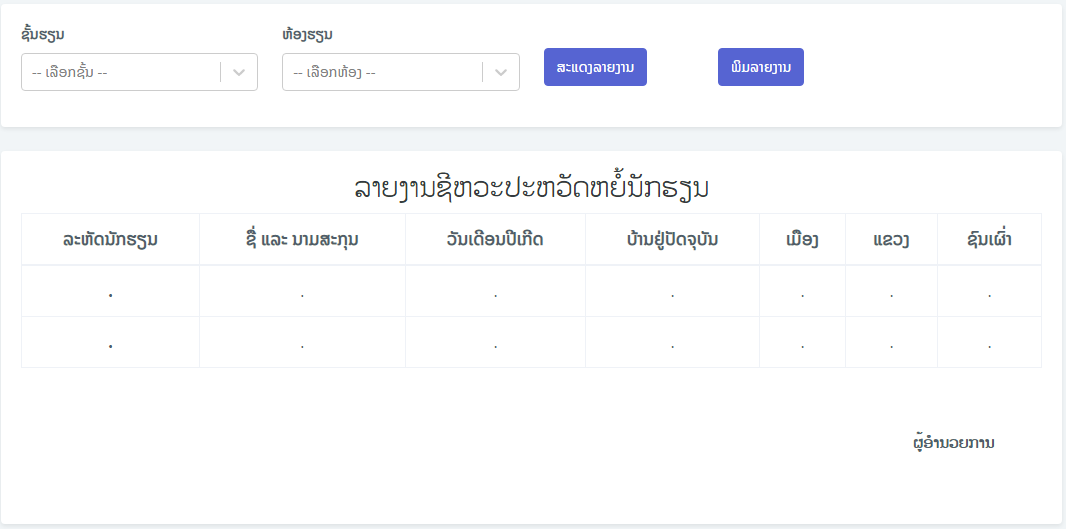 ຊັ້ນຮຽນ
ຫ້ອງຮຽນ
-- ເລືອກຊັ້ນ --
-- ເລືອກຫ້ອງ --
ສະແດງລາຍງານ
ພິມລາຍງານ
ລາຍງານຊີຫວະປະຫວັດຫຍໍ້ນັກຮຽນ
ລະຫັດນັກຮຽນ
ຊື່ ແລະ ນາມສະກຸນ
ວັນເດືອນປີເກີດ
ບ້ານຢູ່ປັດຈຸບັນ
ເມືອງ
ແຂວງ
ຊົນເຜົ່າ
. . . . . . .
. . . . . . .
ຜູ້ອຳນວຍການ